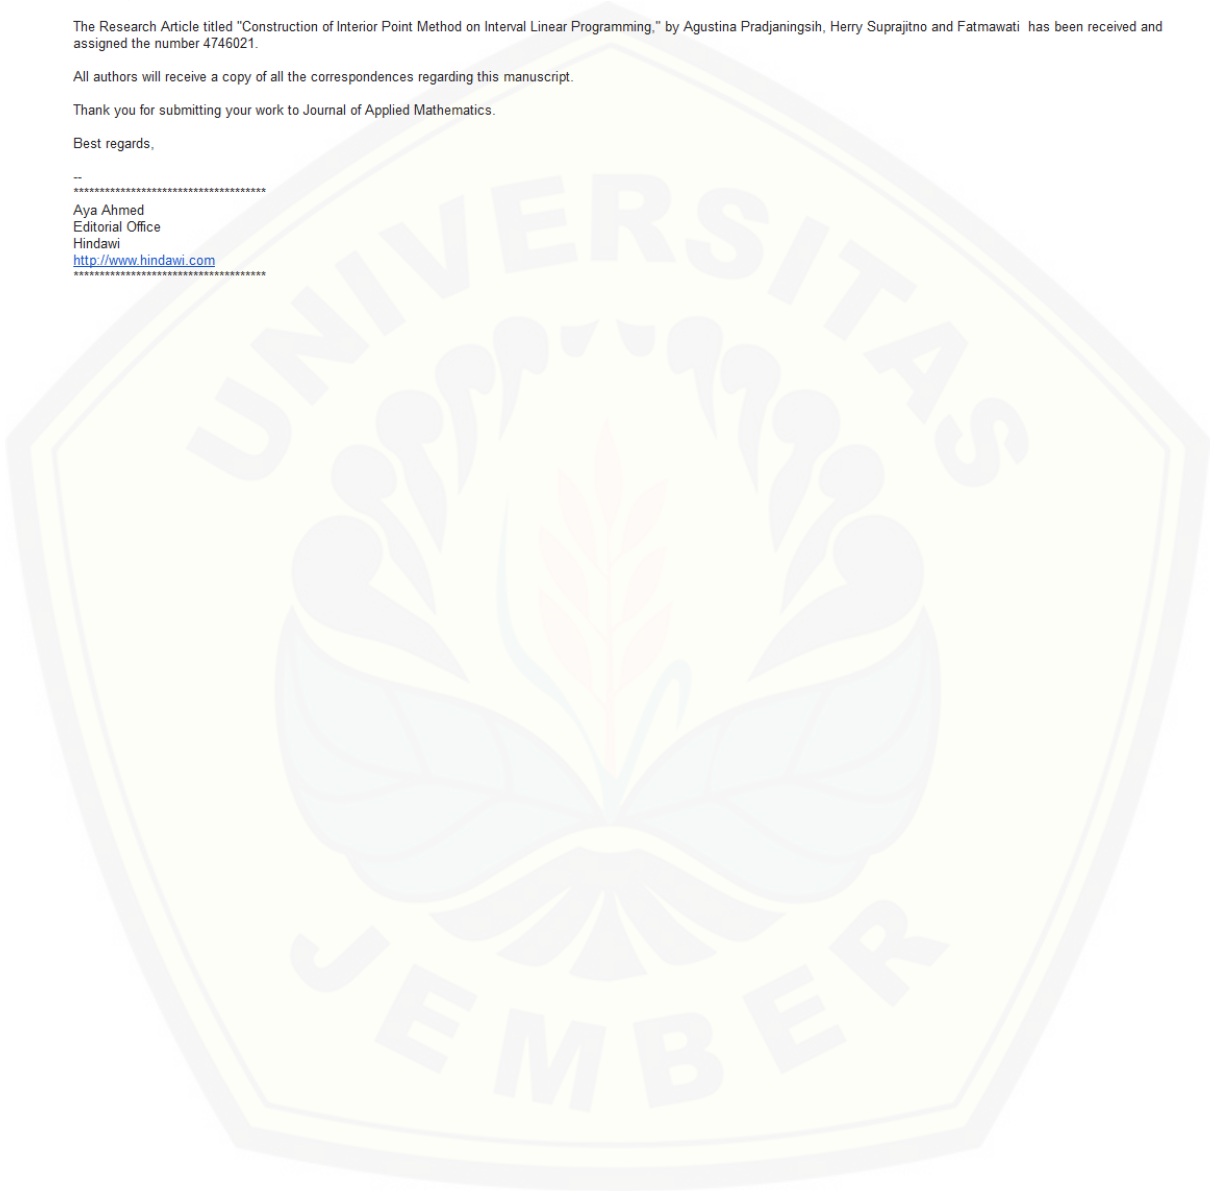 The Research Article titled "Construction of Interior Point Method on Interval Linear Programming," by Agustina Pradjaningsih, Herry Suprajitno and Fatmawati  has been received and
assigned the number 4746021.
All authors will receive a copy of all the correspondences regarding this manuscript.
Thank you for submitting your work to Journal of Applied Mathematics.
Best regards,
--
*************************************
Aya Ahmed
Editorial Office
Hindawi
http://www.hindawi.com
*************************************
UNIVERSITAS
JEMBER